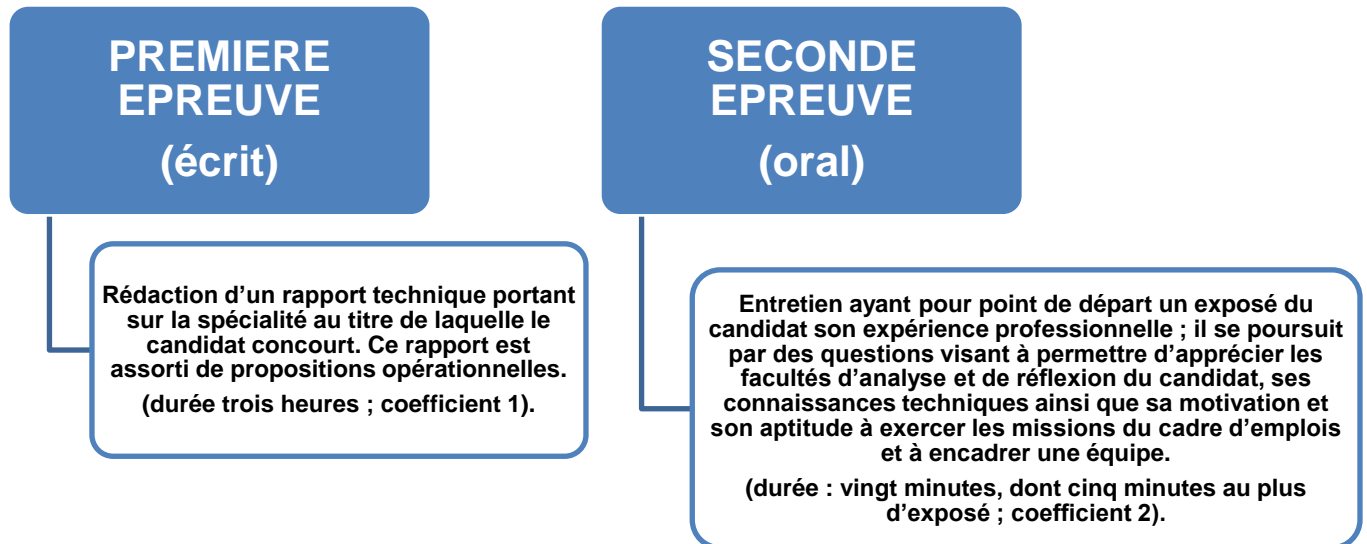 PREMIERE
EPREUVE
(écrit)
Rédaction d’un rapport technique portant
sur la spécialité au titre de laquelle le
candidat concourt. Ce rapport est
assorti de propositions opérationnelles.
(durée trois heures ; coefficient 1).
SECONDE
EPREUVE
(oral)
Entretien ayant pour point de départ un exposé du
candidat son expérience professionnelle ; il se poursuit
par des questions visant à permettre d’apprécier les
facultés d’analyse et de réflexion du candidat, ses
connaissances techniques ainsi que sa motivation et
son aptitude à exercer les missions du cadre d’emplois
et à encadrer une équipe.
(durée : vingt minutes, dont cinq minutes au plus
d’exposé ; coefficient 2).